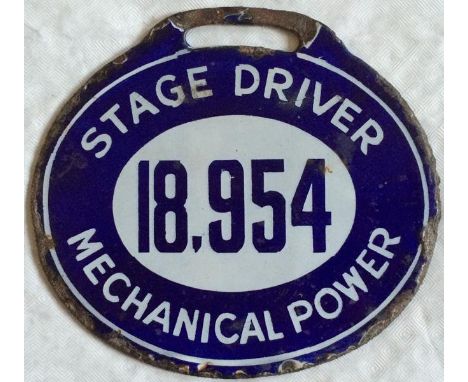 STAGE DRIVER
18,954
MECHANICAL POWER